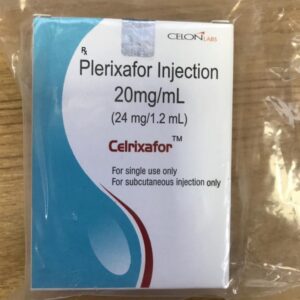 CELON LABS
Rx
Plerixafor Injection
20mg/mL
(24 mg/1.2 mL)
Celrixafor™
For single use only
For subcutaneous injection only